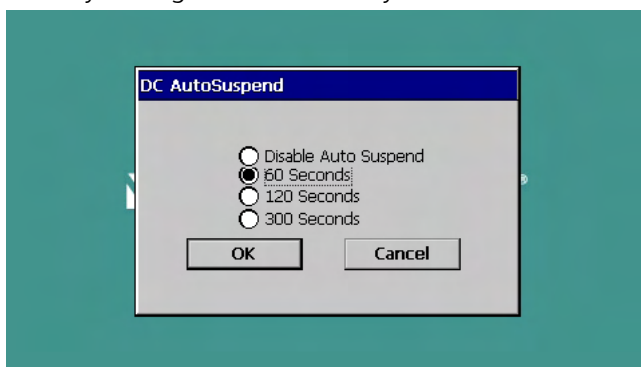 DC AutoSuspend
Disable Auto Suspend
60 Seconds
120 Seconds
300 Seconds
OK
Cancel
®